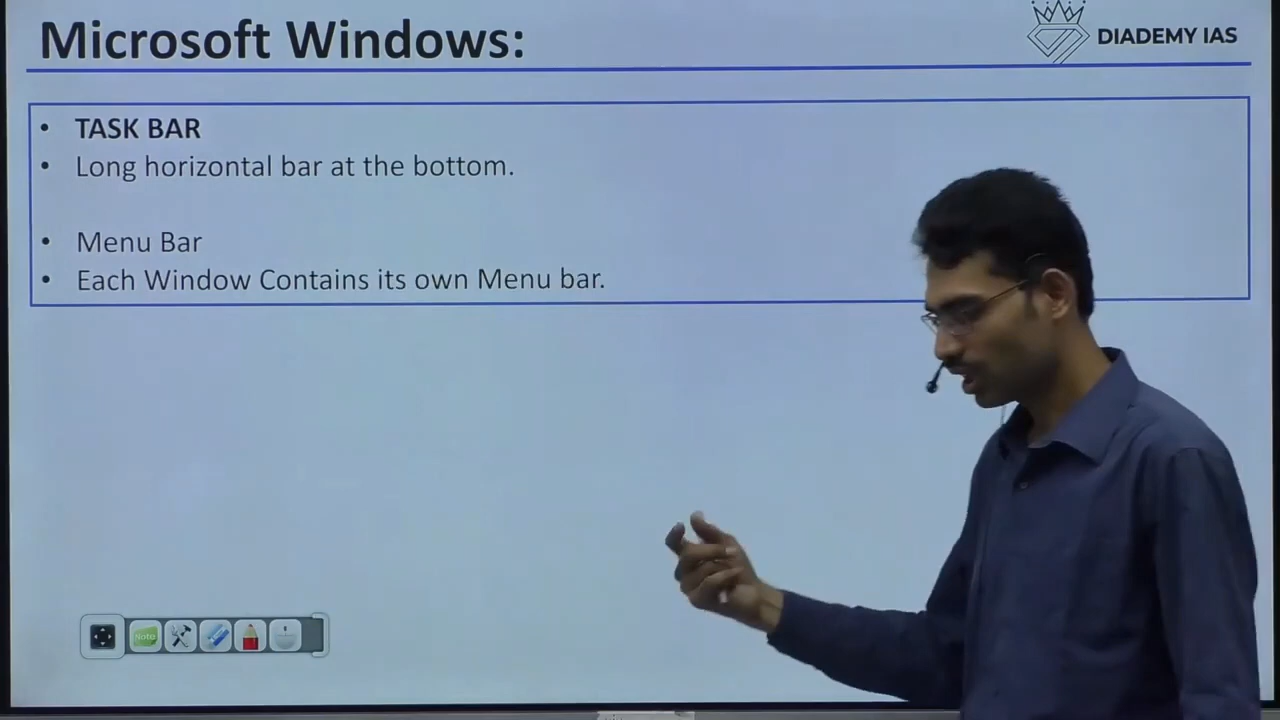 Microsoft Windows:
DIADEMY IAS
• TASK BAR
• Long horizontal bar at the bottom.
• Menu Bar
• Each Window Contains its own Menu bar.
Note